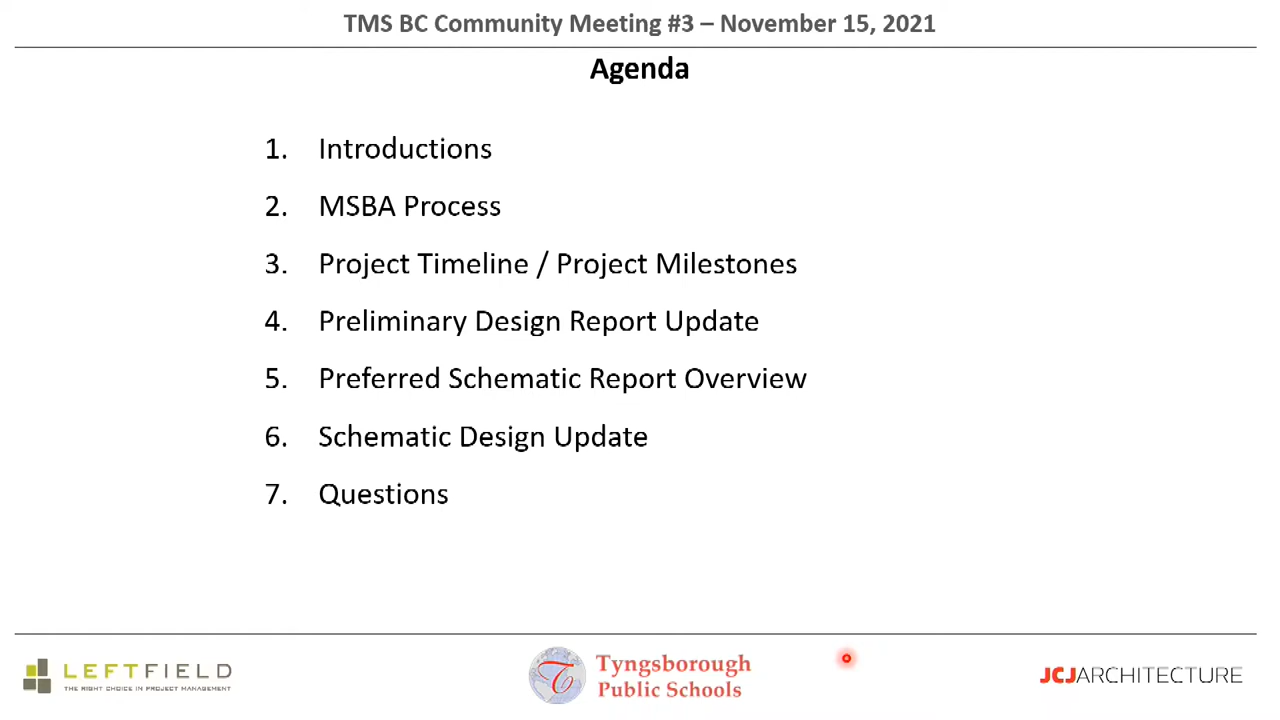 TMS BC Community Meeting #3 – November 15, 2021
Agenda
1. Introductions
2. MSBA Process
3. Project Timeline / Project Milestones
4. Preliminary Design Report Update
5. Preferred Schematic Report Overview
6. Schematic Design Update
7. Questions
LEFTFIELD
THE RIGHT CHOICE IN PROJECT MANAGEMENT
T
Tyngsborough
Public Schools
JCJARCHITECTURE